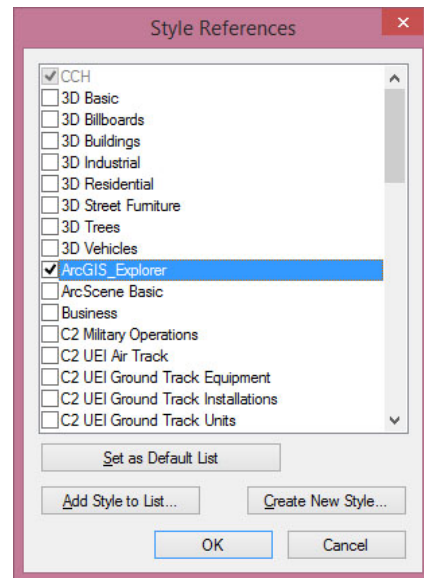 Style References
CCH
3D Basic
3D Billboards
3D Buildings
3D Industrial
3D Residential
3D Street Furniture
3D Trees
3D Vehicles
ArcGIS_Explorer
ArcScene Basic
Business
C2 Military Operations
C2 UEI Air Track
C2 UEI Ground Track Equipment
C2 UEI Ground Track Installations
C2 UEI Ground Track Units
Set as Default List
Add Style to List... Create New Style...
OK Cancel